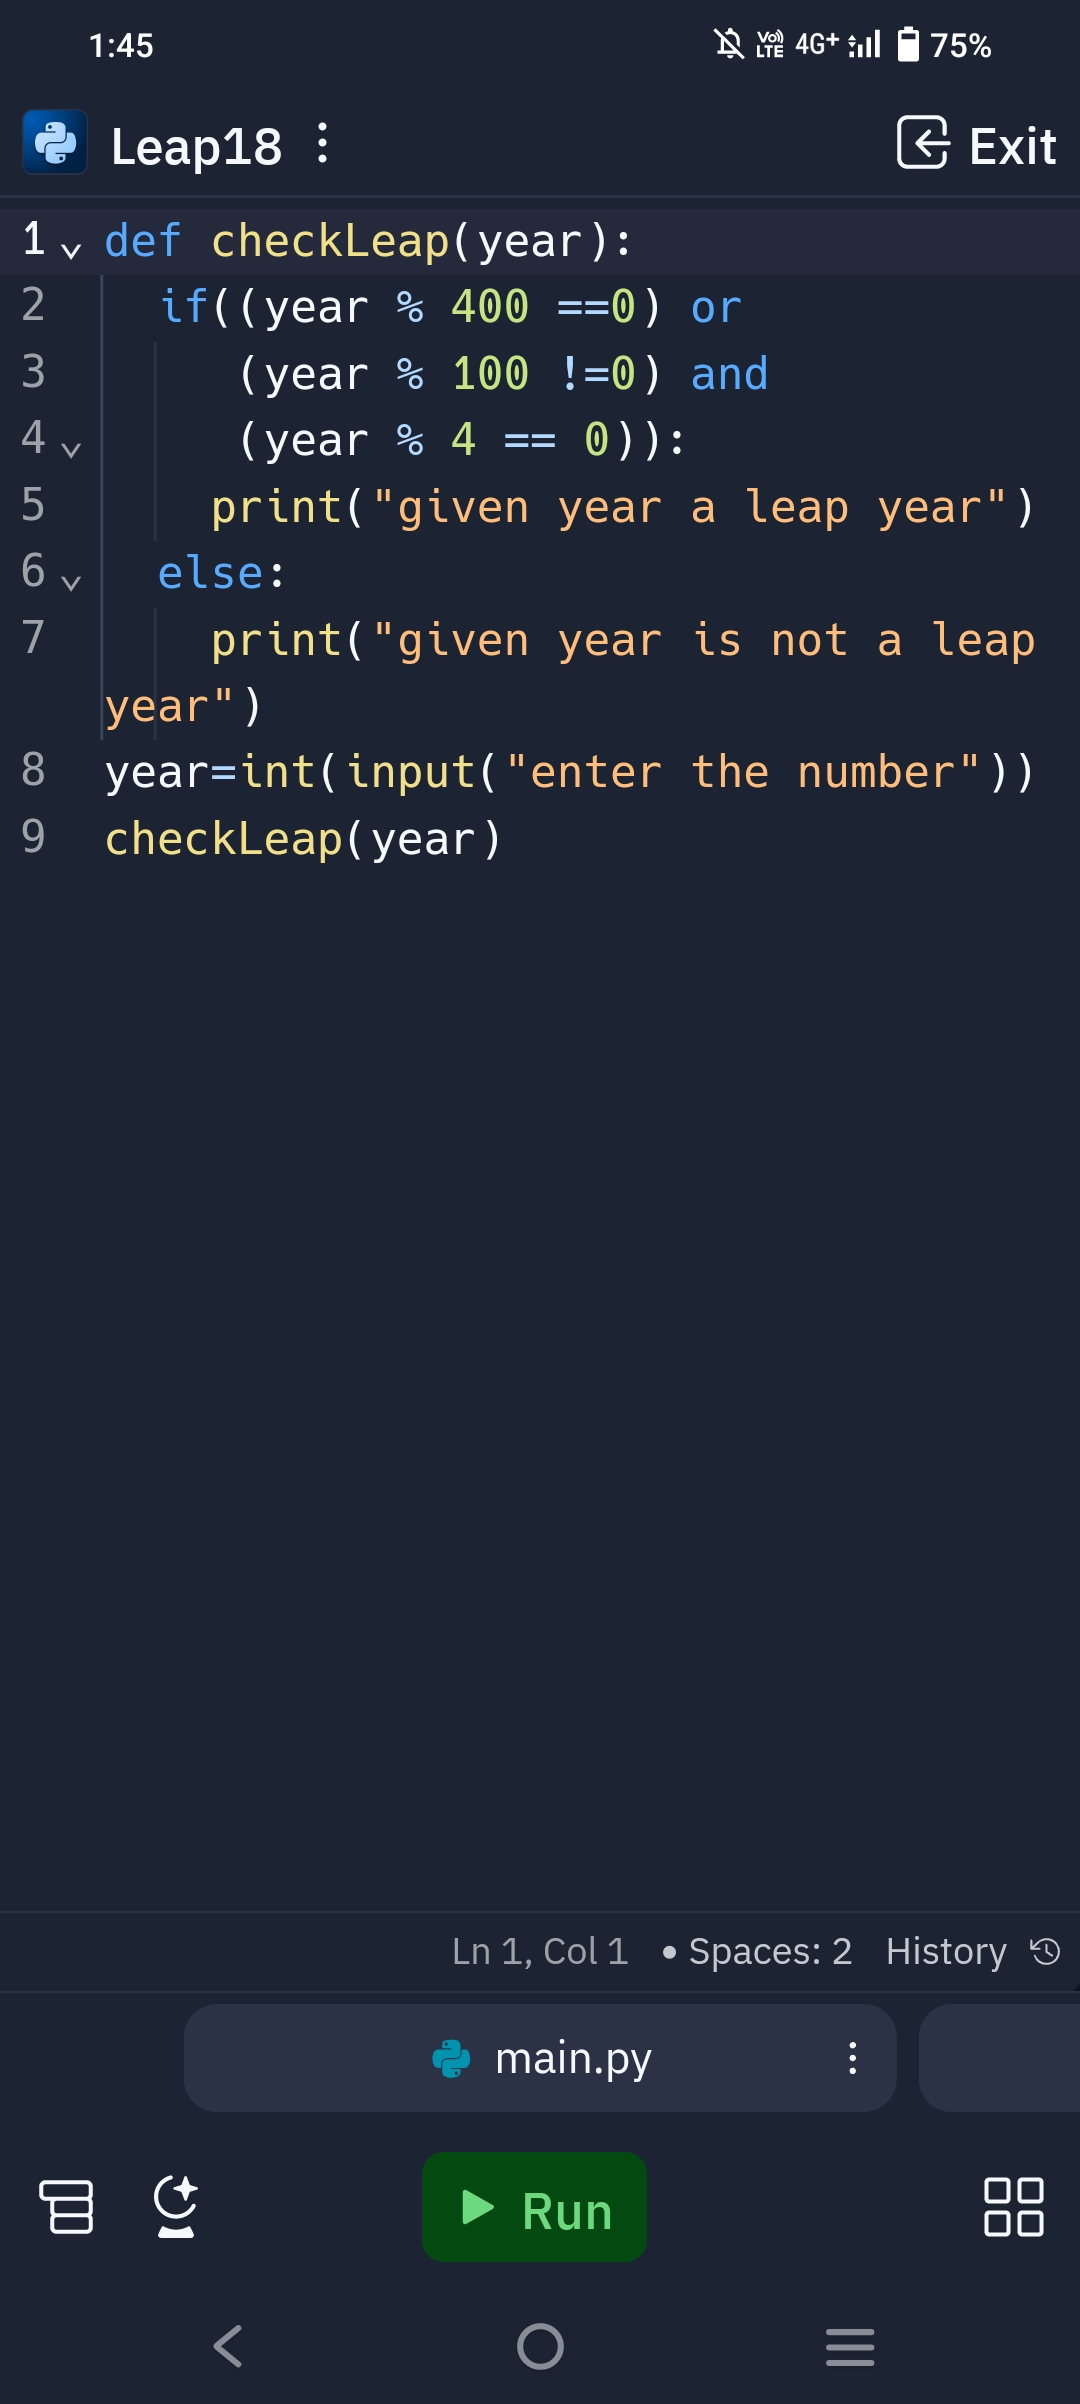 1:45 Vo) LTE 4G+ 75%
Leap18 Exit
1 def checkLeap(year):
2 if((year % 400 ==0) or
3 (year % 100 !=0) and
4 (year % 4 == 0)):
5 print("given year a leap year")
6 else:
7 print("given year is not a leap
year")
8 year=int(input("enter the number"))
9 checkLeap(year)
Ln 1, Col 1 • Spaces: 2 History
main.py
Run